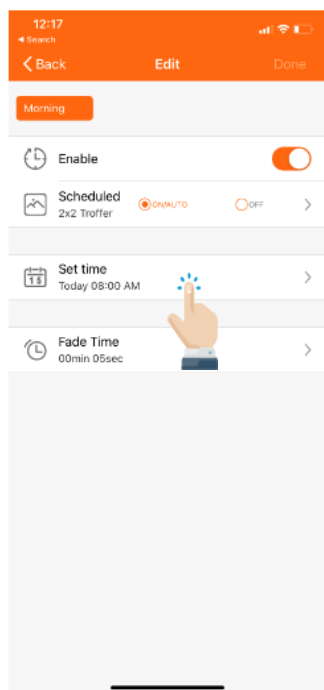 12:17
Search
Back
Edit
Done
Morning
Enable
Scheduled
2x2 Troffer
ON/AUTO
OFF
15
Set time
Today 08:00 AM
Fade Time
00min 05sec